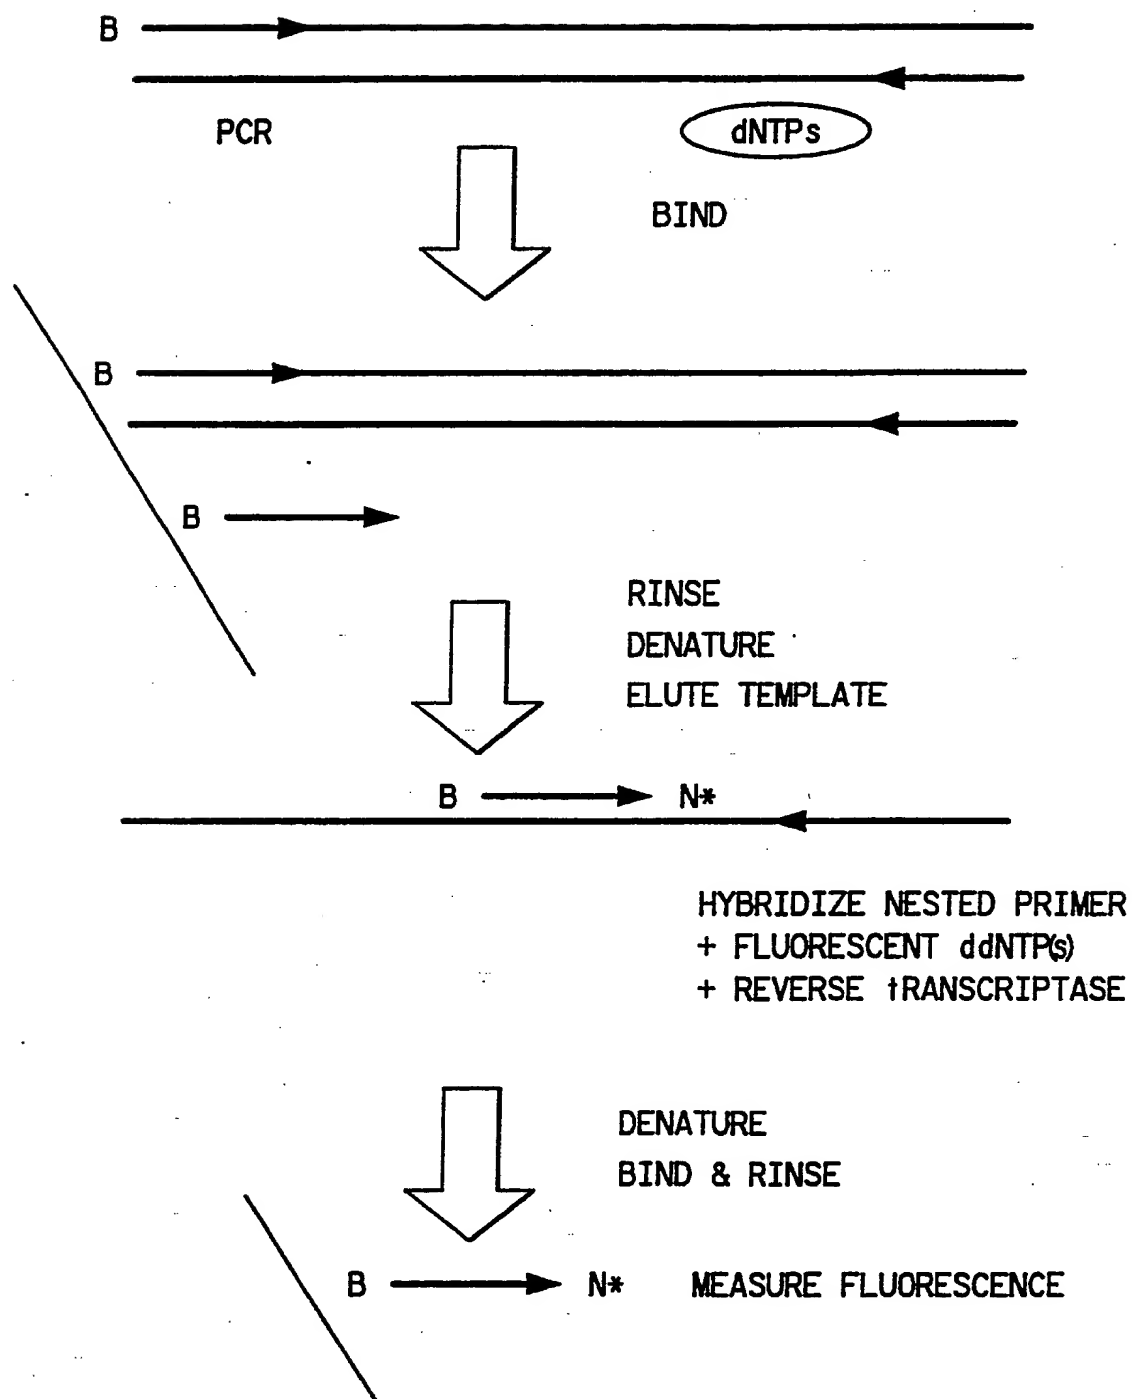 B
PCR
dNTPs
BIND
B
B
RINSE
DENATURE
ELUTE TEMPLATE
B N*
HYBRIDIZE NESTED PRIMER
+ FLUORESCENT ddNTP(s)
+ REVERSE tRANSCRIPTASE
DENATURE
BIND & RINSE
B N* MEASURE FLUORESCENCE